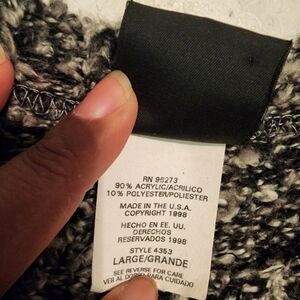 RN 96273
90% ACRYLIC/ACRILICO
10% POLYESTER/POLIESTER
MADE IN THE U.S.A.
COPYRIGHT 1998
HECHO EN EE. UU.
DERECHOS
RESERVADOS 1998
STYLE 4353
LARGE/GRANDE
SEE REVERSE FOR CARE
VER AL DORSO PARA CUIDADO